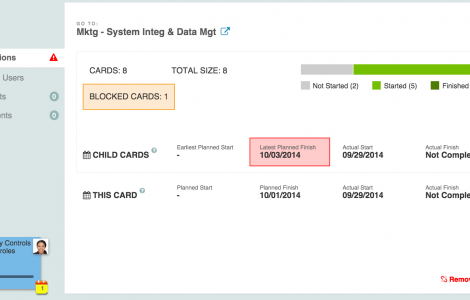 GO TO:
Mktg - System Integ & Data Mgt
ions
CARDS: 8 TOTAL SIZE: 8
Users
BLOCKED CARDS: 1
Not Started (2) Started (5) Finished
ts 0
ents 0
Earliest Planned Start Latest Planned Finish Actual Start Actual Finish
CHILD CARDS ? - 10/03/2014 09/29/2014 Not Comple
Planned Start Planned Finish Actual Start Actual Finish
THIS CARD ? - 10/01/2014 09/29/2014 Not Comple
y Controls
roles
Remov
1